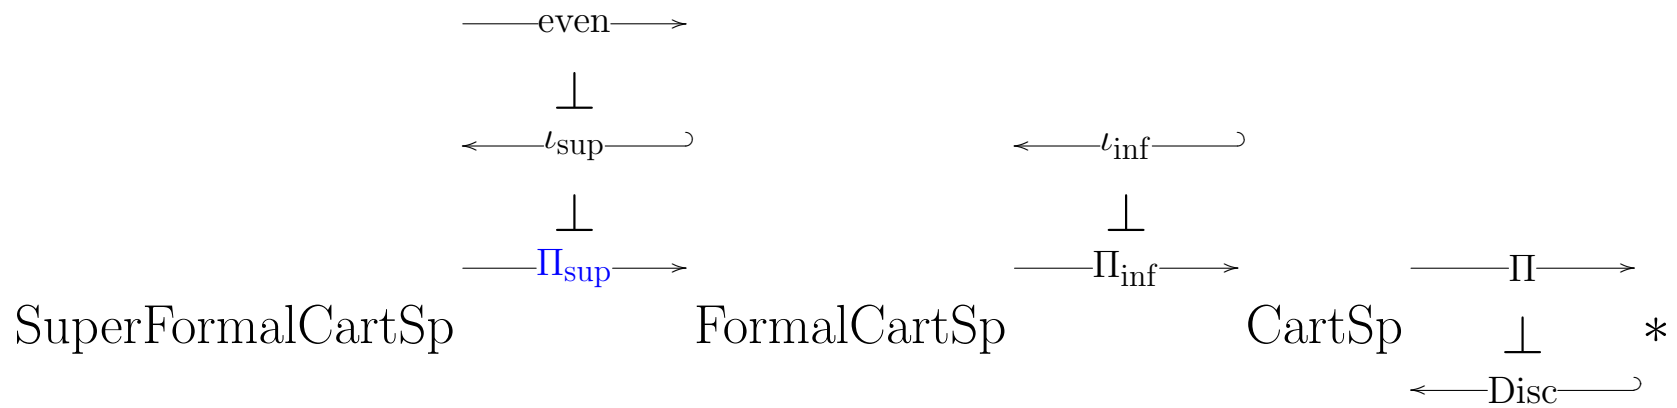 even
⊥
ι_sup ι_inf
⊥ ⊥
Π_sup Π_inf Π
SuperFormalCartSp FormalCartSp CartSp ⊥ *
Disc